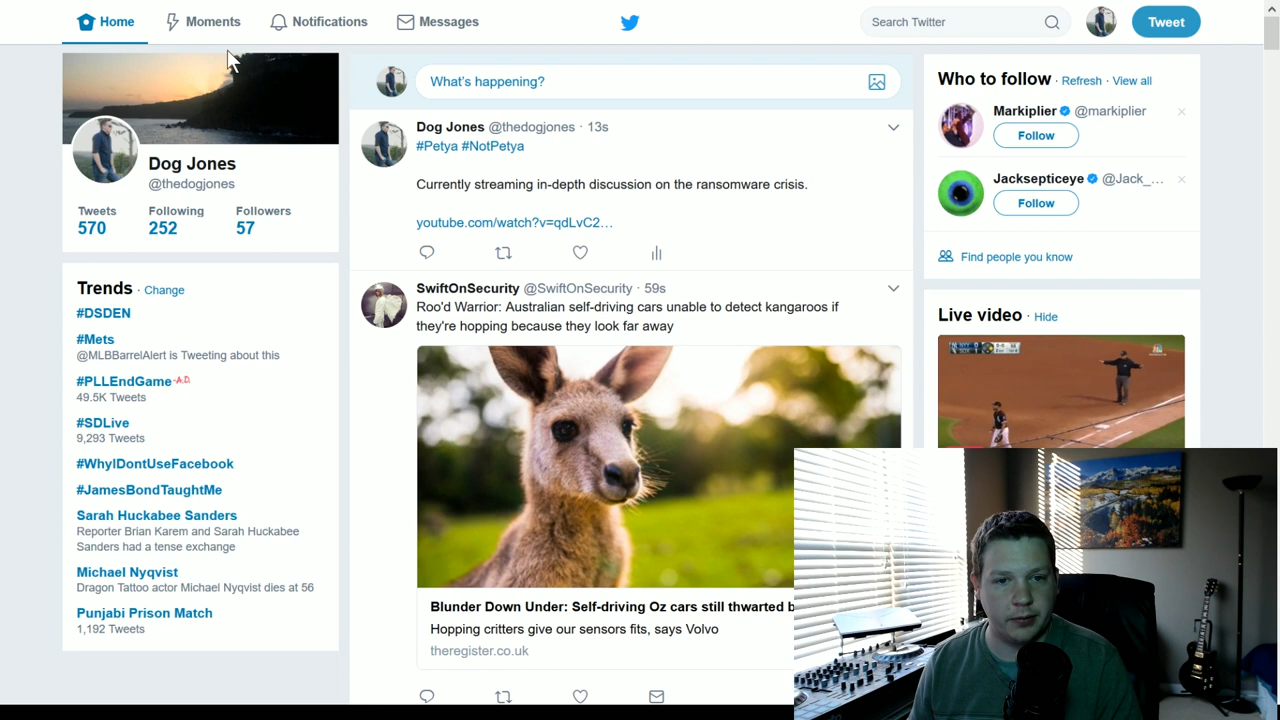 Home
Moments
Notifications
Messages
Search Twitter
Tweet
Dog Jones
@thedogjones
Tweets
Following
Followers
570
252
57
Trends · Change
#DSDEN
#Mets
@MLBBarrelAlert is Tweeting about this
#PLLEndGame
49.5K Tweets
#SDLive
9,293 Tweets
#WhyIDontUseFacebook
#JamesBondTaughtMe
Sarah Huckabee Sanders
Reporter Brian Karem and Sarah Huckabee
Sanders had a tense exchange
Michael Nyqvist
Dragon Tattoo actor Michael Nyqvist dies at 56
Punjabi Prison Match
1,192 Tweets
What's happening?
Dog Jones @thedogjones · 13s
#Petya #NotPetya
Currently streaming in-depth discussion on the ransomware crisis.
youtube.com/watch?v=qdLvC2…
SwiftOnSecurity @SwiftOnSecurity · 59s
Roo'd Warrior: Australian self-driving cars unable to detect kangaroos if
they're hopping because they look far away
Blunder Down Under: Self-driving Oz cars still thwarted b
Hopping critters give our sensors fits, says Volvo
theregister.co.uk
Who to follow · Refresh · View all
Markiplier @markiplier
Follow
Jacksepticeye @Jack_…
Follow
Find people you know
Live video · Hide